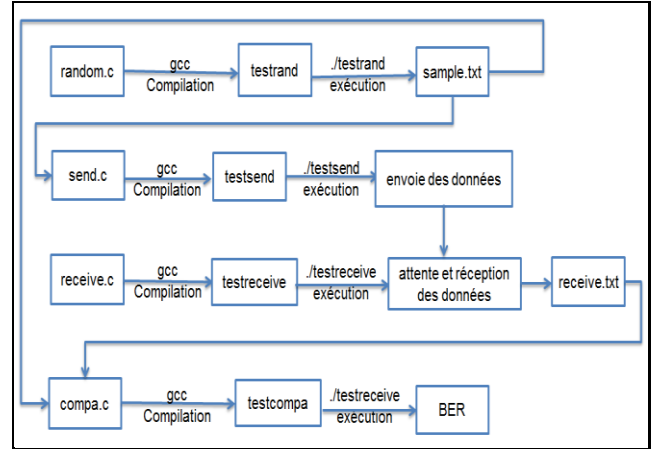 random.c
gcc
Compilation
testrand
./testrand
exécution
sample.txt
send.c
gcc
Compilation
testsend
./testsend
exécution
envoie des données
receive.c
gcc
Compilation
testreceive
./testreceive
exécution
attente et réception
des données
receive.txt
compa.c
gcc
Compilation
testcompa
./testreceive
exécution
BER